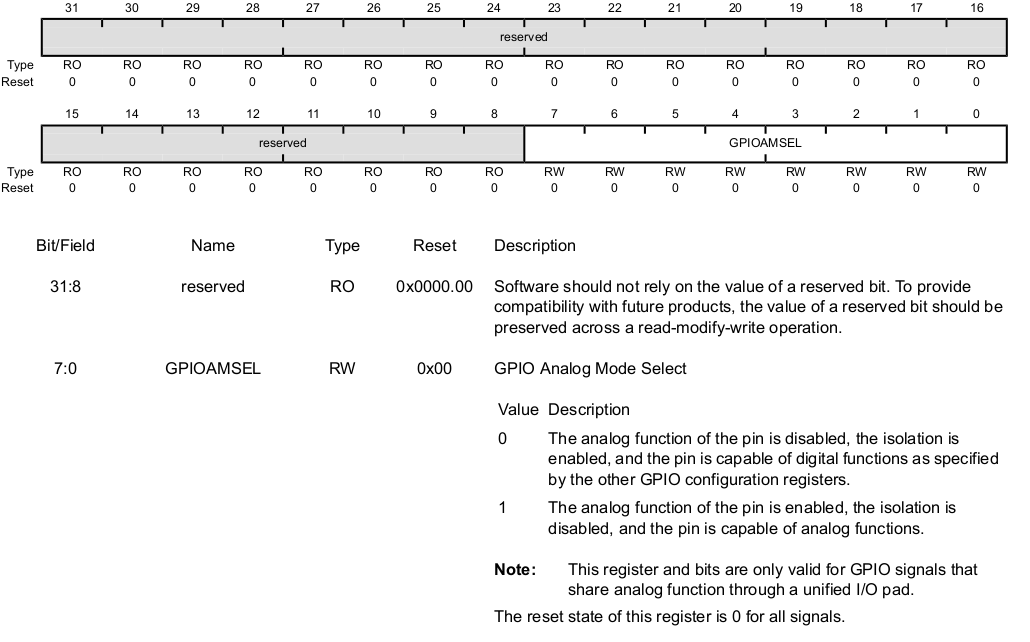 31 30 29 28 27 26 25 24 23 22 21 20 19 18 17 16
reserved
Type RO RO RO RO RO RO RO RO RO RO RO RO RO RO RO RO
Reset 0 0 0 0 0 0 0 0 0 0 0 0 0 0 0 0
15 14 13 12 11 10 9 8 7 6 5 4 3 2 1 0
reserved GPIOAMSEL
Type RO RO RO RO RO RO RO RO RW RW RW RW RW RW RW RW
Reset 0 0 0 0 0 0 0 0 0 0 0 0 0 0 0 0
Bit/Field Name Type Reset Description
31:8 reserved RO 0x0000.00 Software should not rely on the value of a reserved bit. To provide
compatibility with future products, the value of a reserved bit should be
preserved across a read-modify-write operation.
7:0 GPIOAMSEL RW 0x00 GPIO Analog Mode Select
Value Description
0 The analog function of the pin is disabled, the isolation is
enabled, and the pin is capable of digital functions as specified
by the other GPIO configuration registers.
1 The analog function of the pin is enabled, the isolation is
disabled, and the pin is capable of analog functions.
Note: This register and bits are only valid for GPIO signals that
share analog function through a unified I/O pad.
The reset state of this register is 0 for all signals.